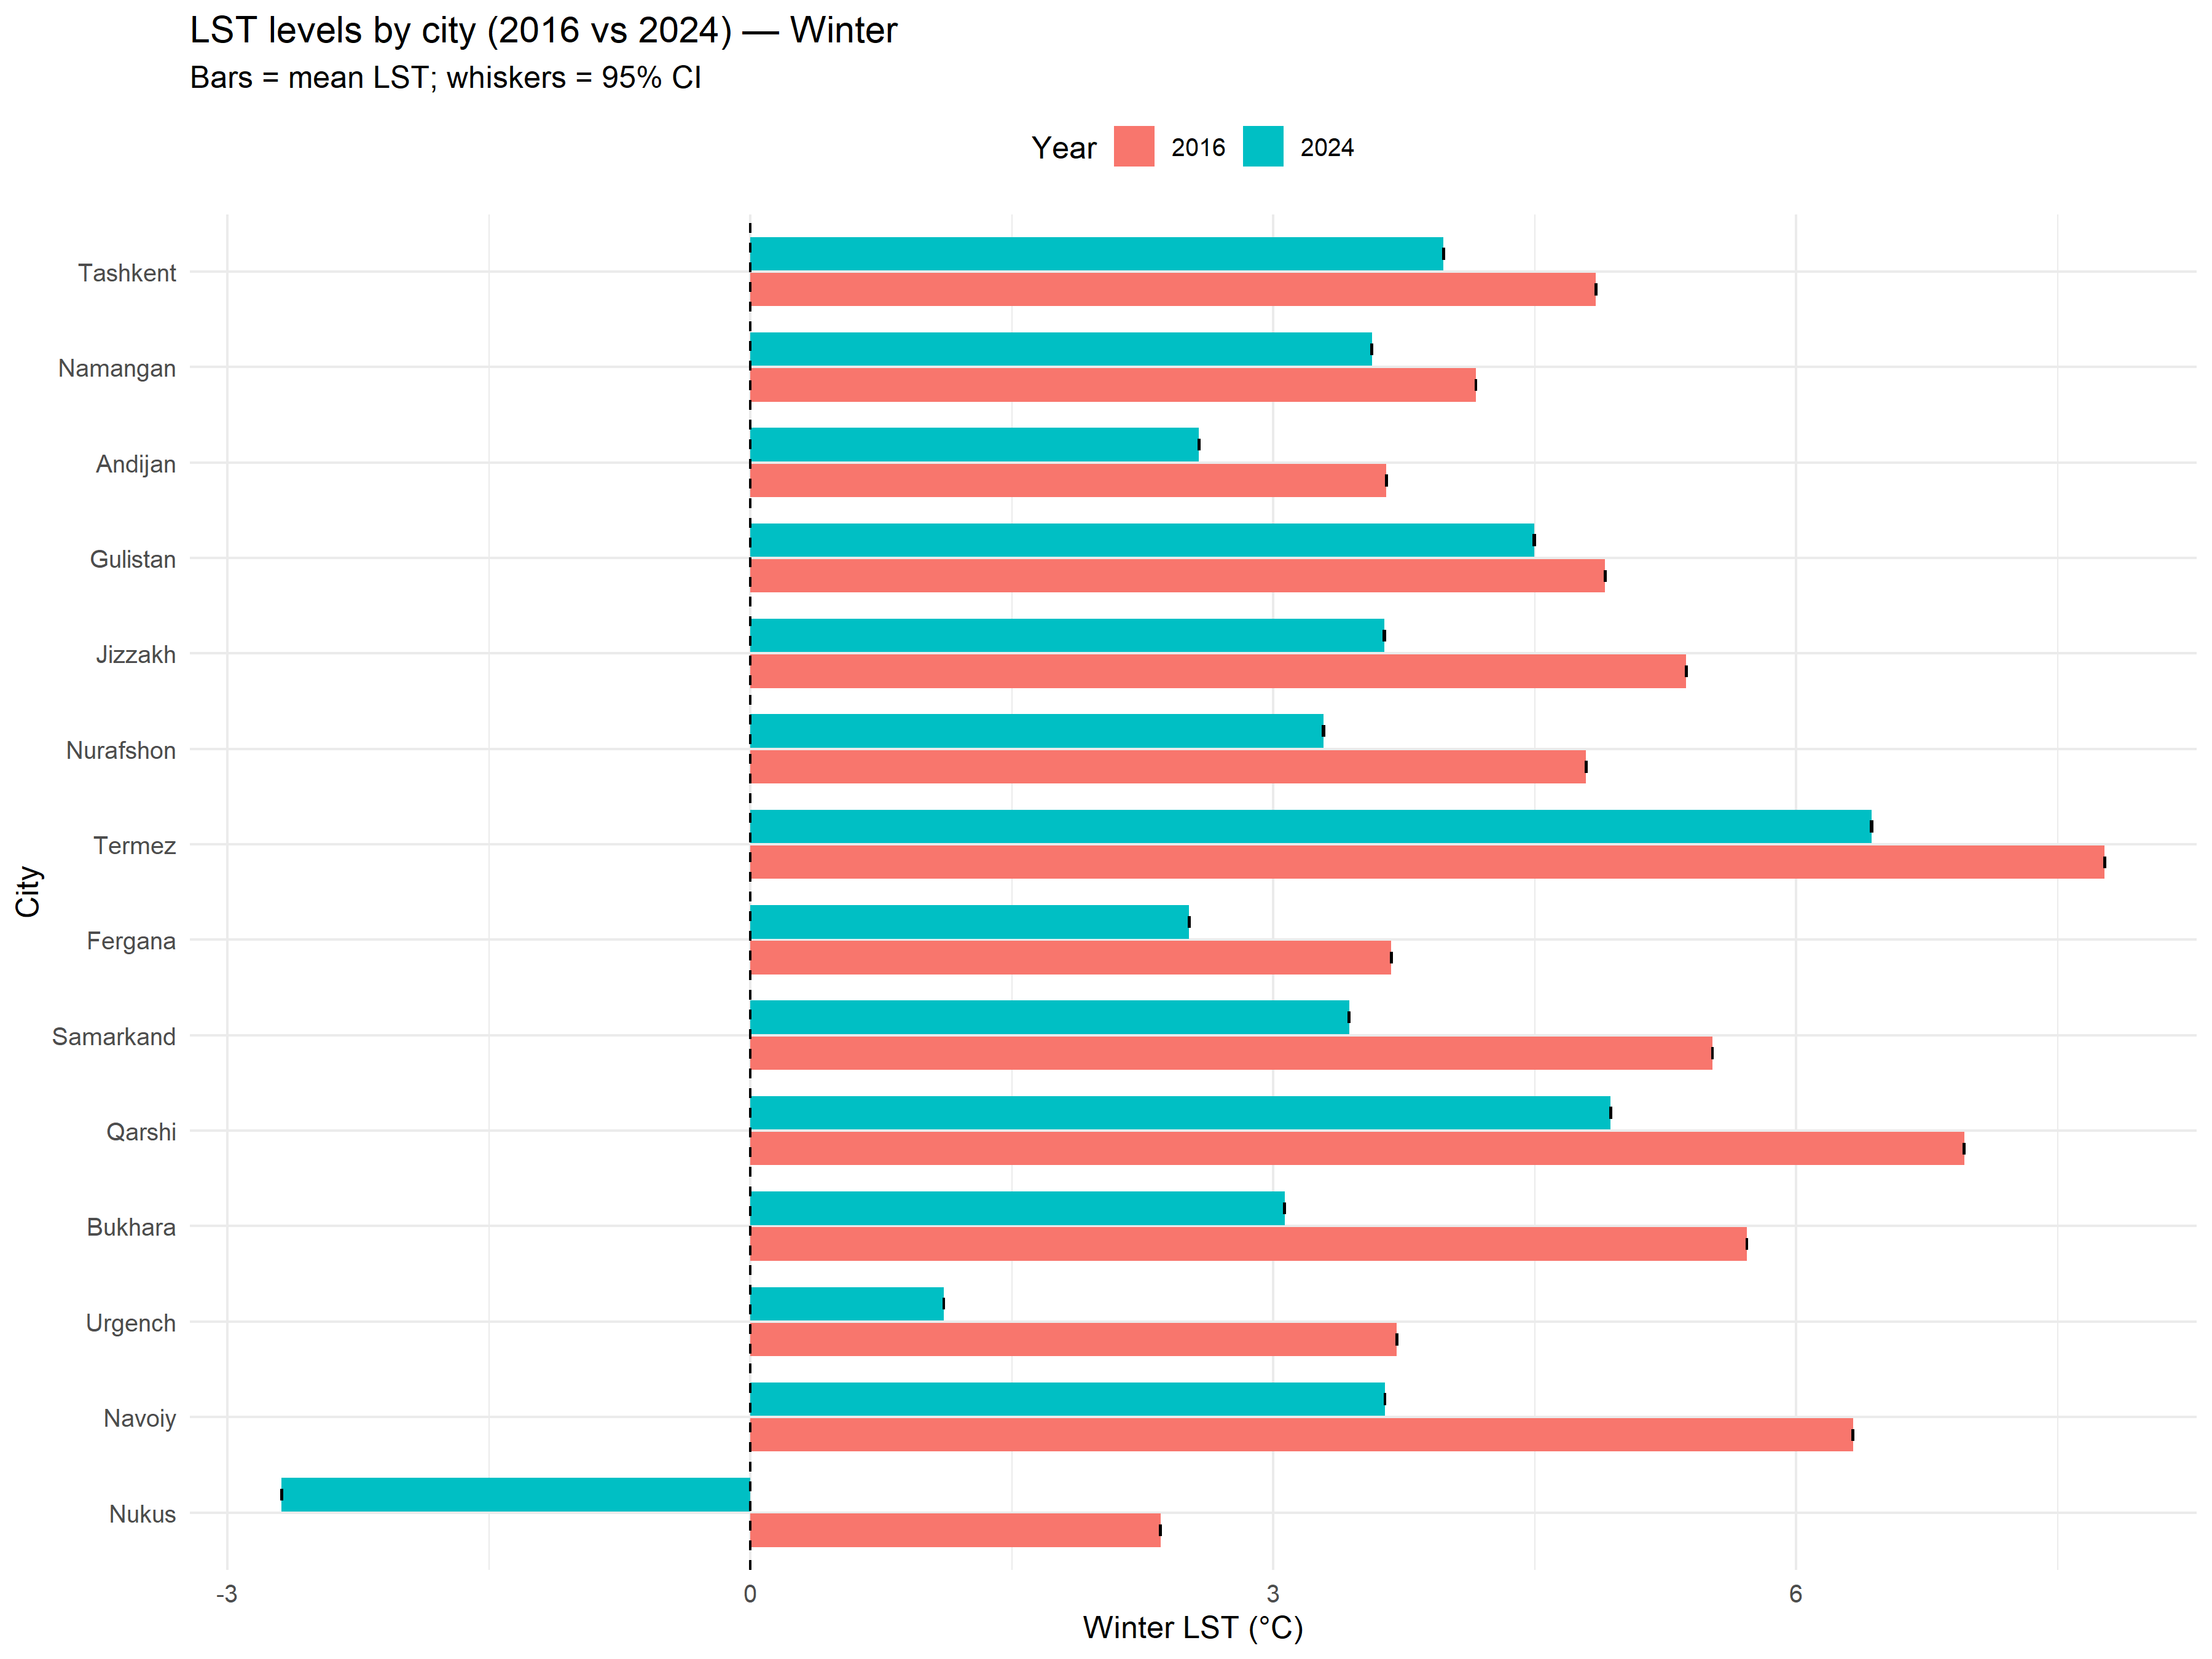 LST levels by city (2016 vs 2024) — Winter
Bars = mean LST; whiskers = 95% CI
Year 2016 2024
Tashkent
Namangan
Andijan
Gulistan
Jizzakh
Nurafshon
Termez
Fergana
Samarkand
Qarshi
Bukhara
Urgench
Navoiy
Nukus
City
-3 0 3 6
Winter LST (°C)